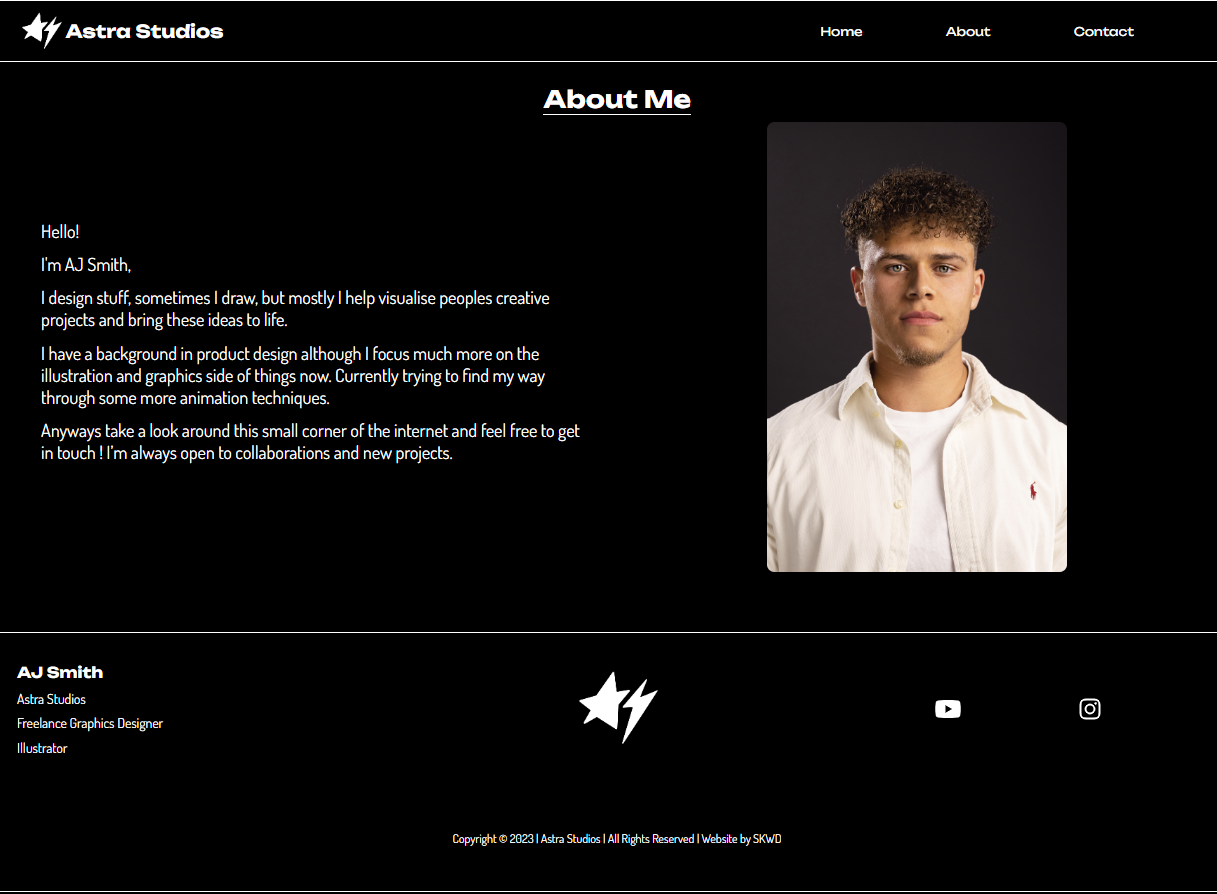 Astra Studios
Home
About
Contact
About Me
Hello!
I'm AJ Smith,
I design stuff, sometimes I draw, but mostly I help visualise peoples creative
projects and bring these ideas to life.
I have a background in product design although I focus much more on the
illustration and graphics side of things now. Currently trying to find my way
through some more animation techniques.
Anyways take a look around this small corner of the internet and feel free to get
in touch ! I'm always open to collaborations and new projects.
AJ Smith
Astra Studios
Freelance Graphics Designer
Illustrator
Copyright © 2023 | Astra Studios | All Rights Reserved | Website by SKWD